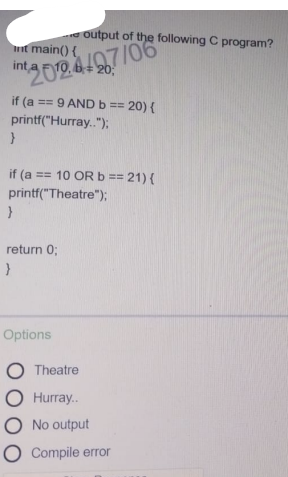 output of the following C program?
int main() {
int a = 10, b = 20;
2024/07/06
if (a == 9 AND b == 20) {
printf("Hurray..");
}
if (a == 10 OR b == 21) {
printf("Theatre");
}
return 0;
}
Options
Theatre
Hurray..
No output
Compile error